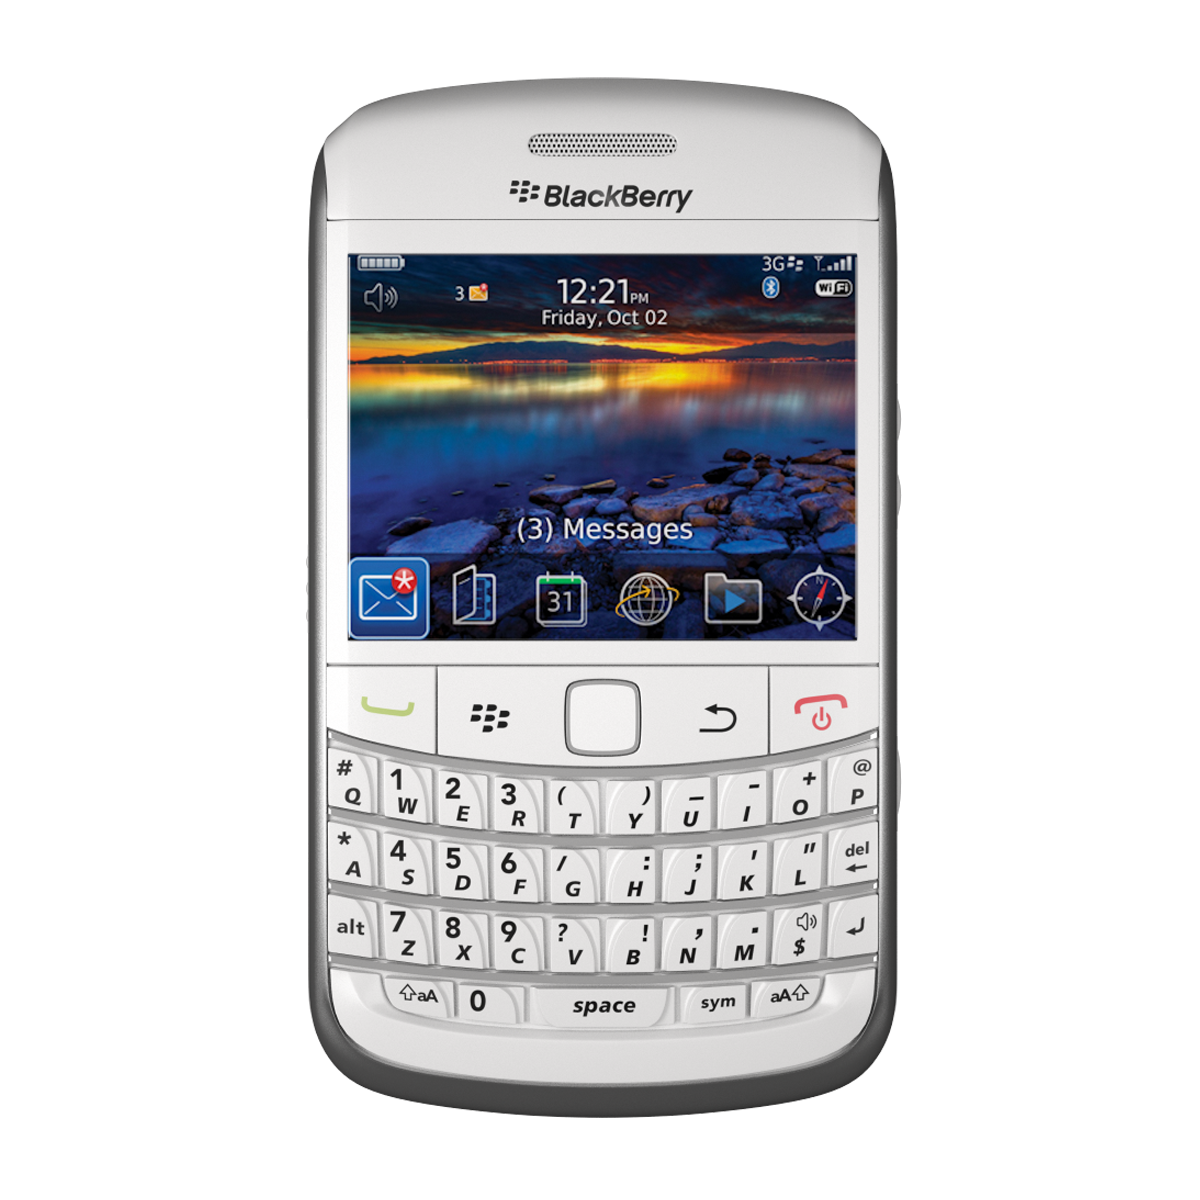 BlackBerry
3G
12:21PM
3
WiFi
Friday, Oct 02
N
(3) Messages
31
# 1 2 3 ( ) _ - + @
Q W E R T Y U I O P
* 4 5 6 / : ; ' " del
A S D F G H J K L
alt 7 8 9 ? ! , .
Z X C V B N M $
aA 0 space sym aA